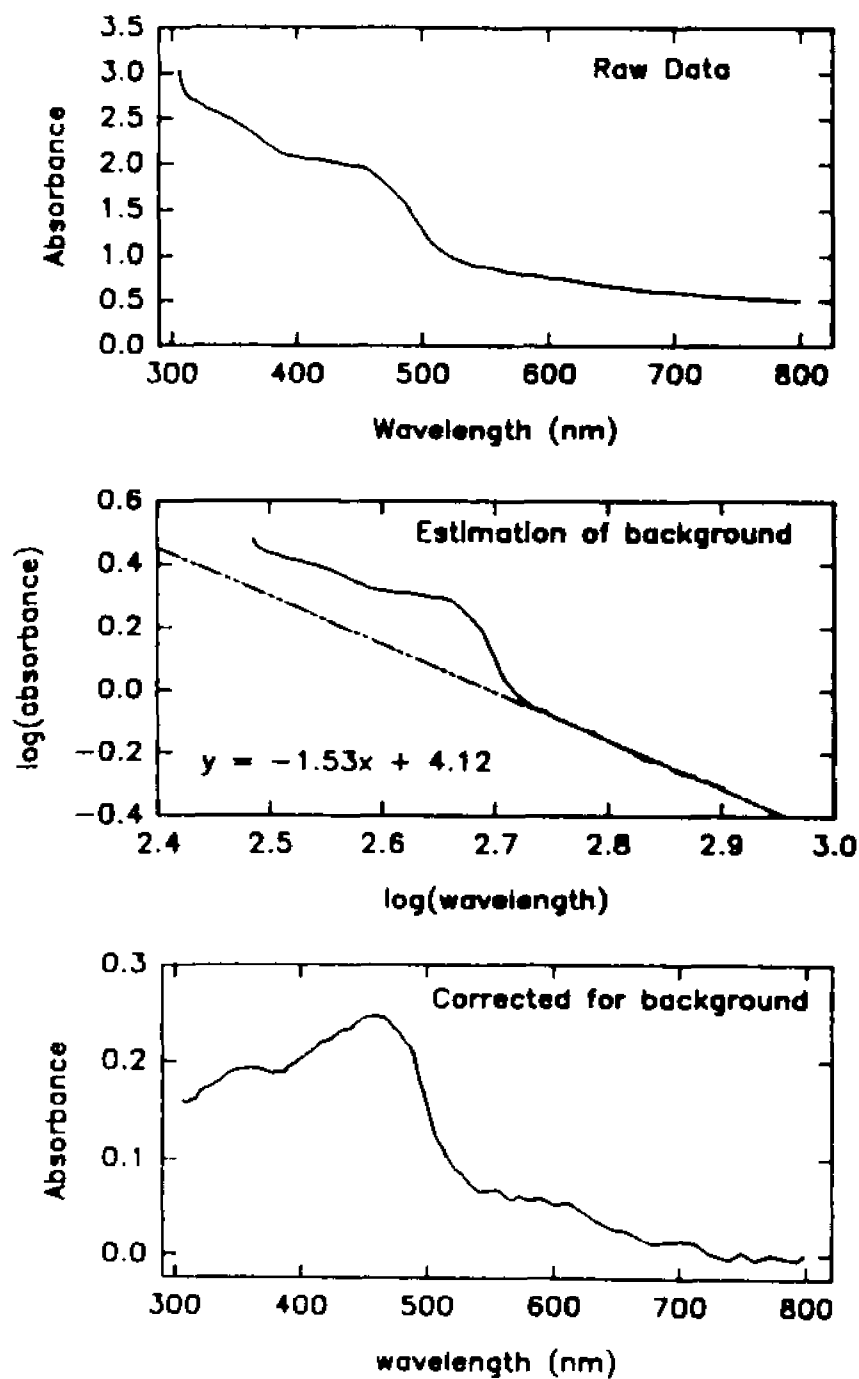 3.5
3.0
2.5
2.0
1.5
1.0
0.5
0.0
Absorbance
Raw Data
300 400 500 600 700 800
Wavelength (nm)
0.6
0.4
0.2
0.0
−0.2
−0.4
log(absorbance)
Estimation of background
y = −1.53x + 4.12
2.4 2.5 2.6 2.7 2.8 2.9 3.0
log(wavelength)
0.3
0.2
0.1
0.0
Absorbance
Corrected for background
300 400 500 600 700 800
wavelength (nm)